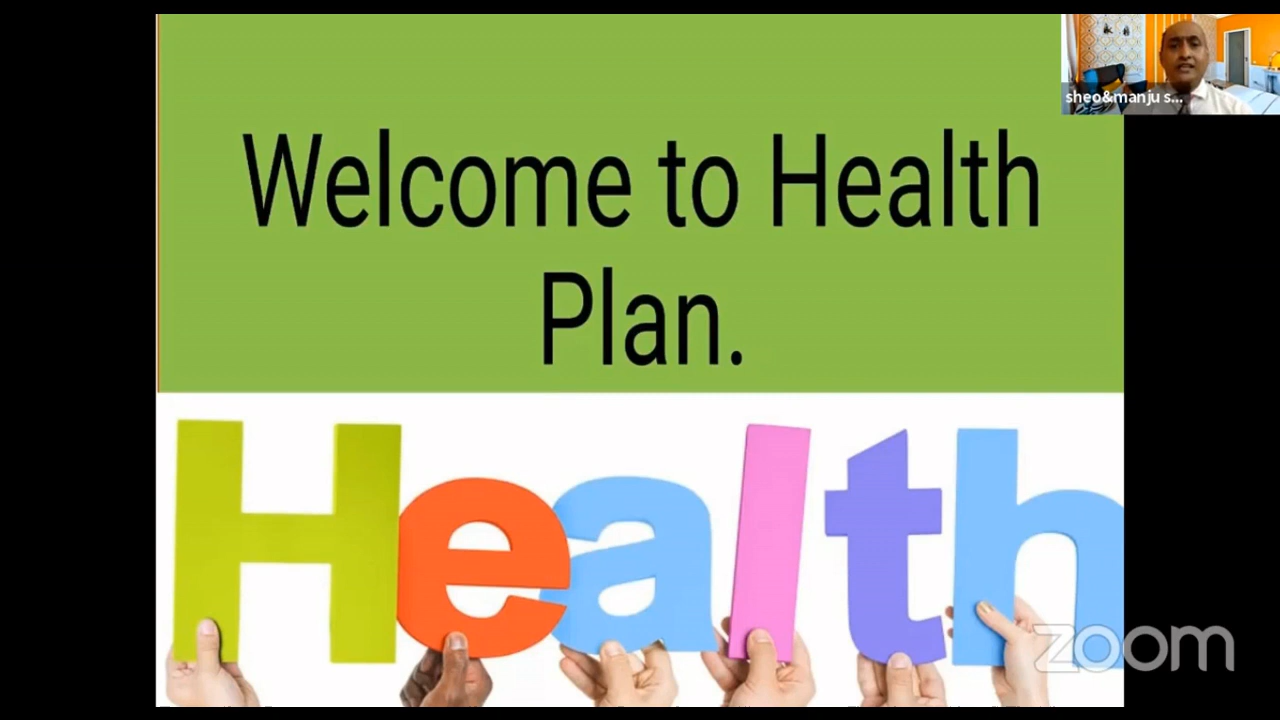 Welcome to Health
Plan.
sheo&manju s...
Health
zoom